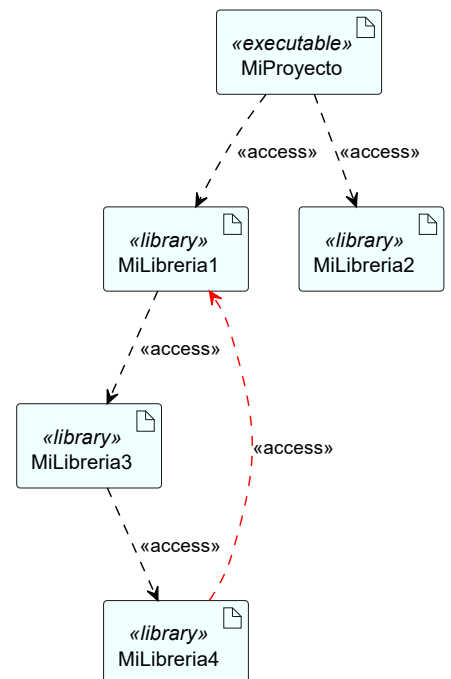 «executable»
MiProyecto
«access»
«access»
«library»
MiLibreria1
«library»
MiLibreria2
«access»
«library»
MiLibreria3
«access»
«access»
«library»
MiLibreria4